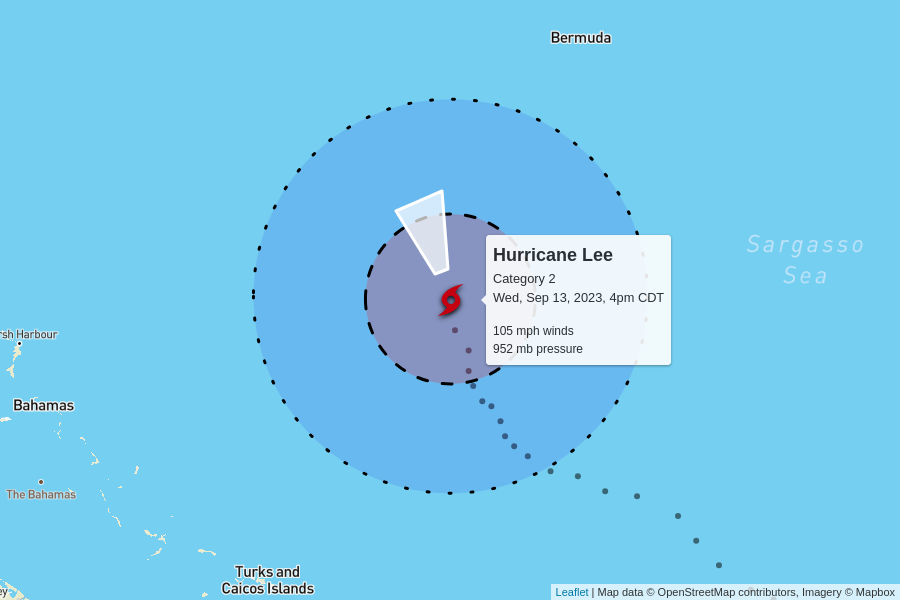 Bermuda
Sargasso
Sea
Hurricane Lee
Category 2
Wed, Sep 13, 2023, 4pm CDT
105 mph winds
952 mb pressure
rsh Harbour
Bahamas
The Bahamas
Turks and
Caicos Islands
ey
Leaflet | Map data © OpenStreetMap contributors, Imagery © Mapbox